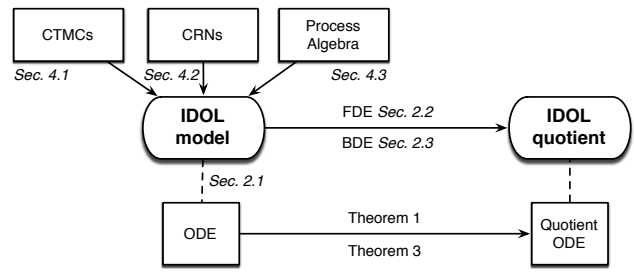 CTMCs
CRNs
Process
Algebra
Sec. 4.1
Sec. 4.2
Sec. 4.3
IDOL
model
FDE Sec. 2.2
BDE Sec. 2.3
IDOL
quotient
Sec. 2.1
ODE
Theorem 1
Theorem 3
Quotient
ODE